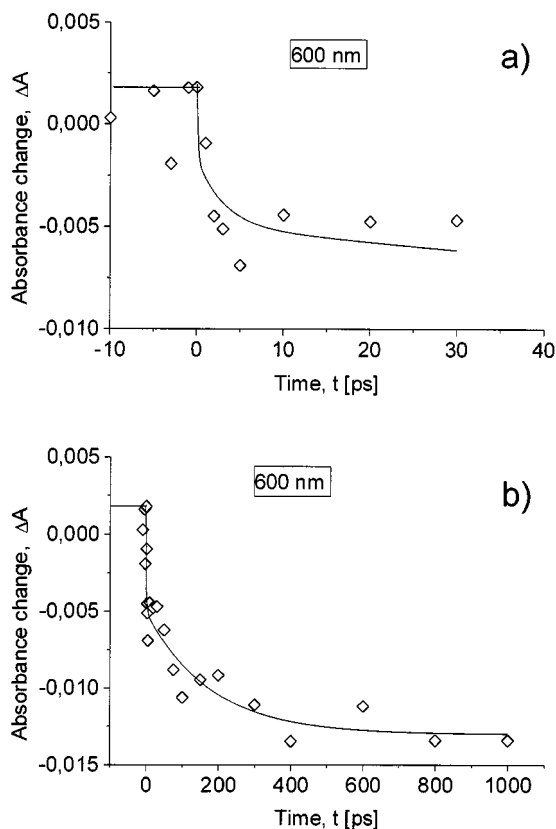 0,005
600 nm
a)
0,000
-0,005
-0,010
Absorbance change, ΔA
-10 0 10 20 30 40
Time, t [ps]
0,005
600 nm
b)
0,000
-0,005
-0,010
-0,015
Absorbance change, ΔA
0 200 400 600 800 1000
Time, t [ps]